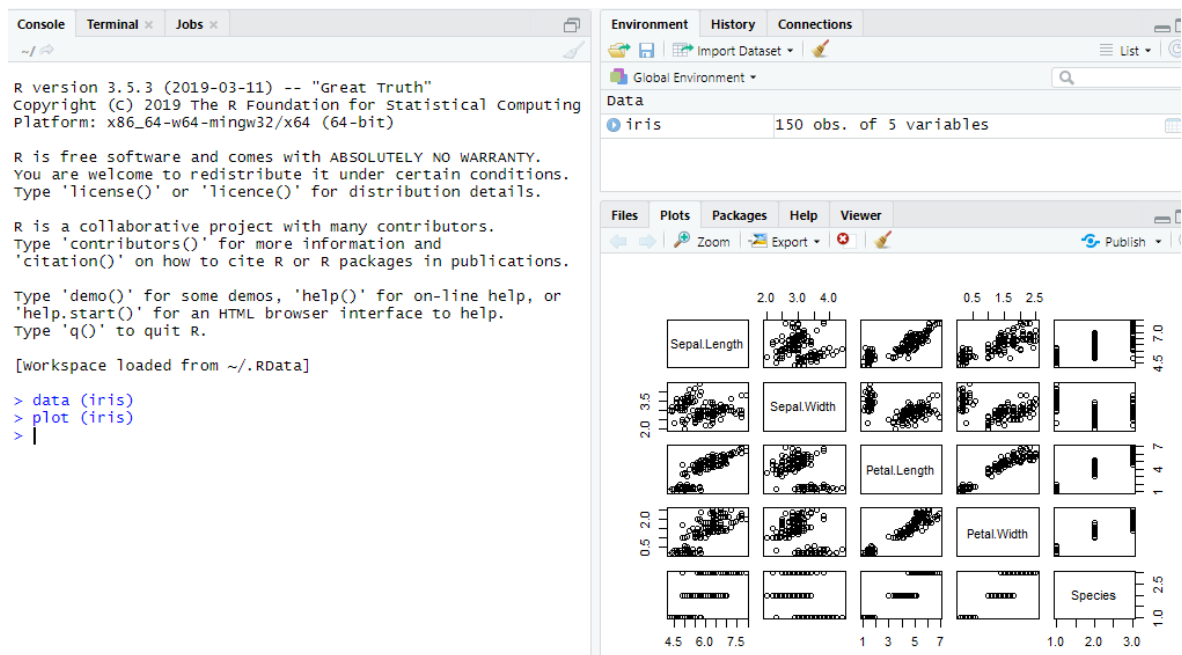 Console Terminal Jobs
~/
R version 3.5.3 (2019-03-11) -- "Great Truth"
Copyright (C) 2019 The R Foundation for Statistical Computing
Platform: x86_64-w64-mingw32/x64 (64-bit)
R is free software and comes with ABSOLUTELY NO WARRANTY.
You are welcome to redistribute it under certain conditions.
Type 'license()' or 'licence()' for distribution details.
R is a collaborative project with many contributors.
Type 'contributors()' for more information and
'citation()' on how to cite R or R packages in publications.
Type 'demo()' for some demos, 'help()' for on-line help, or
'help.start()' for an HTML browser interface to help.
Type 'q()' to quit R.
[Workspace loaded from ~/.RData]
> data (iris)
> plot (iris)
>
Environment History Connections
Import Dataset List
Global Environment
Data
iris 150 obs. of 5 variables
Files Plots Packages Help Viewer
Zoom Export Publish
2.0 3.0 4.0 0.5 1.5 2.5
Sepal.Length 4.5 7.0
2.0 3.5 Sepal.Width
Petal.Length 1 4 7
0.5 2.0 Petal.Width
Species 1.0 2.5
4.5 6.0 7.5 1 3 5 7 1.0 2.0 3.0